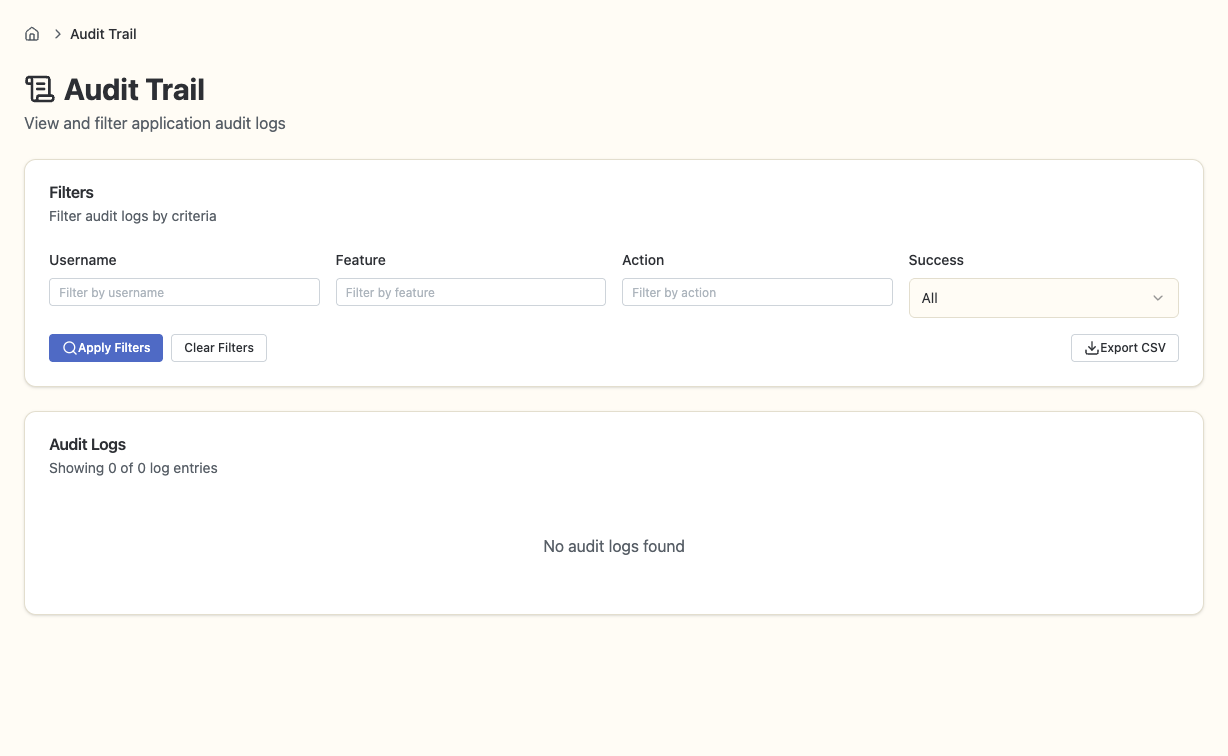 Audit Trail
Audit Trail
View and filter application audit logs
Filters
Filter audit logs by criteria
Username Feature Action Success
Filter by username Filter by feature Filter by action All
Apply Filters Clear Filters Export CSV
Audit Logs
Showing 0 of 0 log entries
No audit logs found